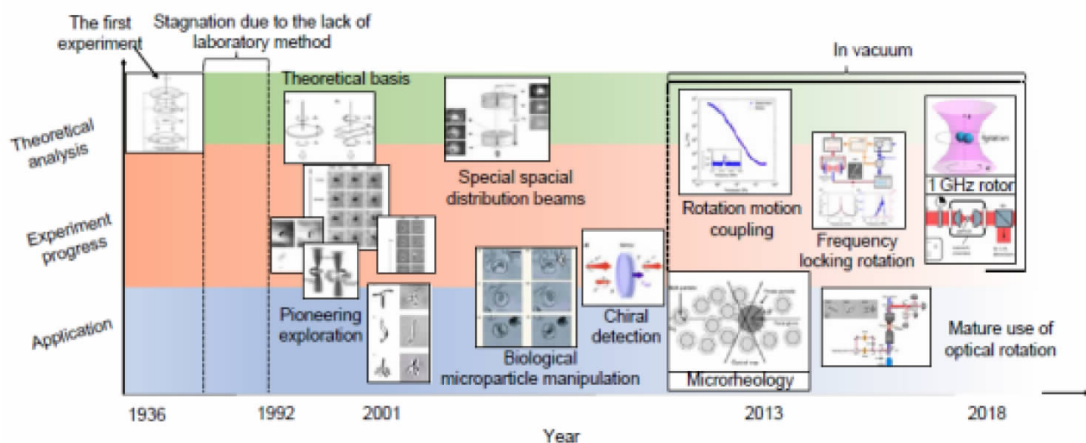 The first
experiment
Stagnation due to the lack of
laboratory method
In vacuum
Theoretical basis
Theoretical
analysis
Special spacial
distribution beams
Rotation motion
coupling
Rotation
1 GHz rotor
Experiment
progress
Frequency
locking rotation
Pioneering
exploration
Chiral
detection
Biological
microparticle manipulation
Application
Microrheology
Mature use of
optical rotation
1936
1992
2001
2013
2018
Year